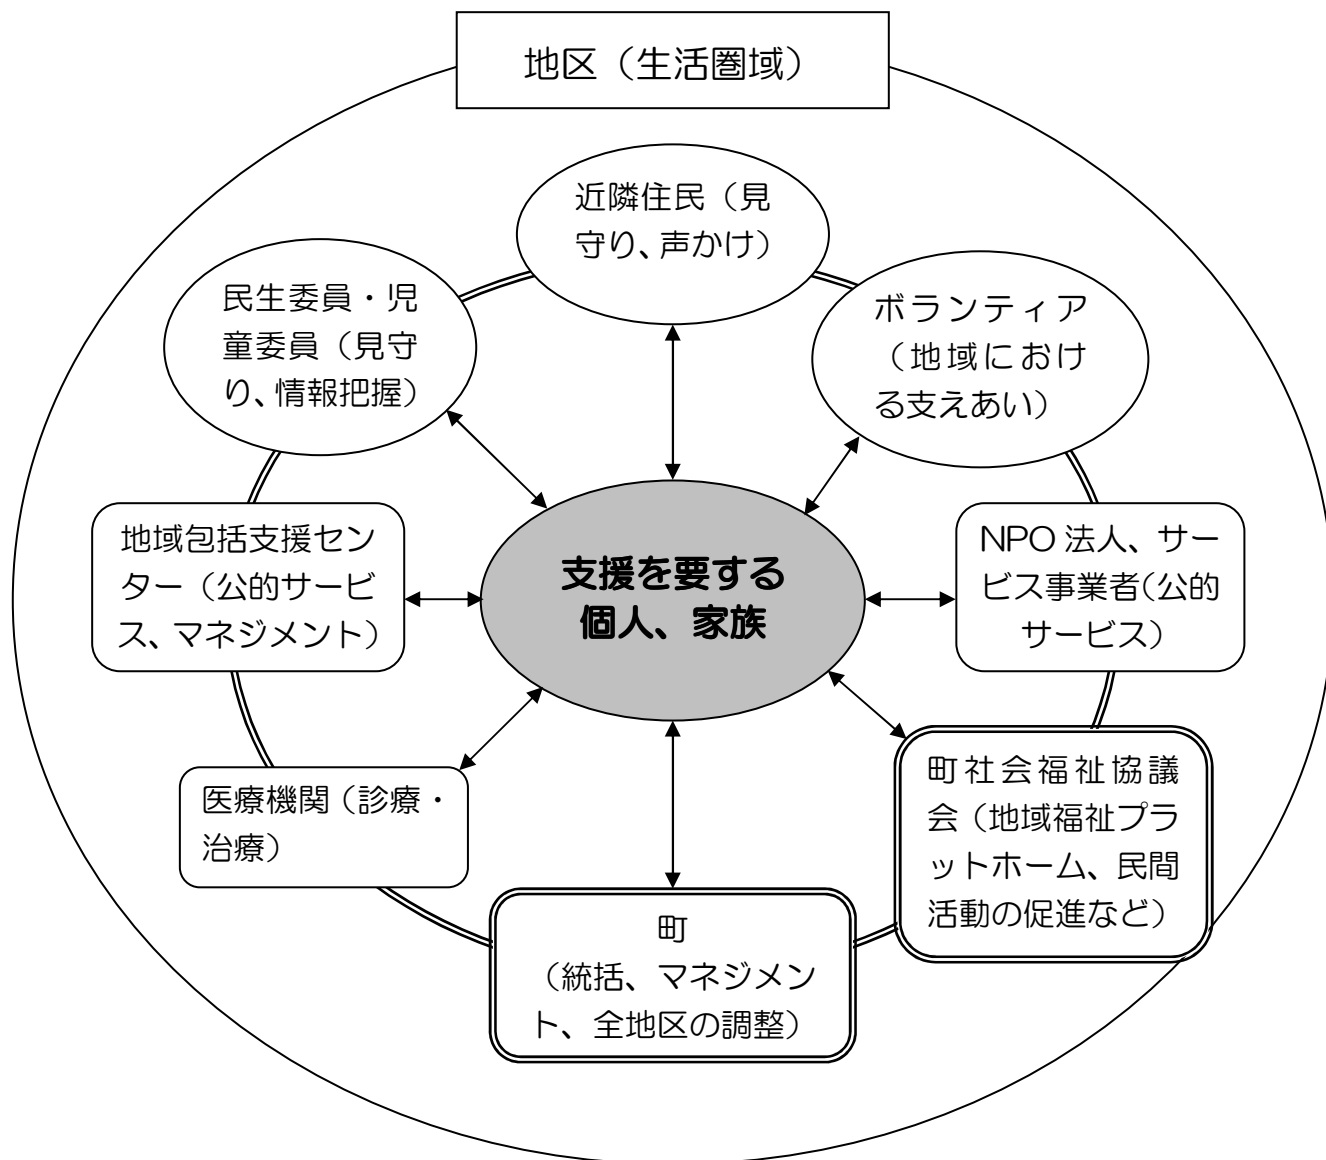 地区（生活圏域）
近隣住民（見
守り、声かけ）
民生委員・児
童委員（見守
り、情報把握）
ボランティア
（地域におけ
る支えあい）
地域包括支援セン
ター（公的サービ
ス、マネジメント）
支援を要する
個人、家族
NPO 法人、サー
ビス事業者（公的
サービス）
医療機関（診療・
治療）
町社会福祉協議
会（地域福祉プラ
ットホーム、民間
活動の促進など）
町
（統括、マネジメン
ト、全地区の調整）